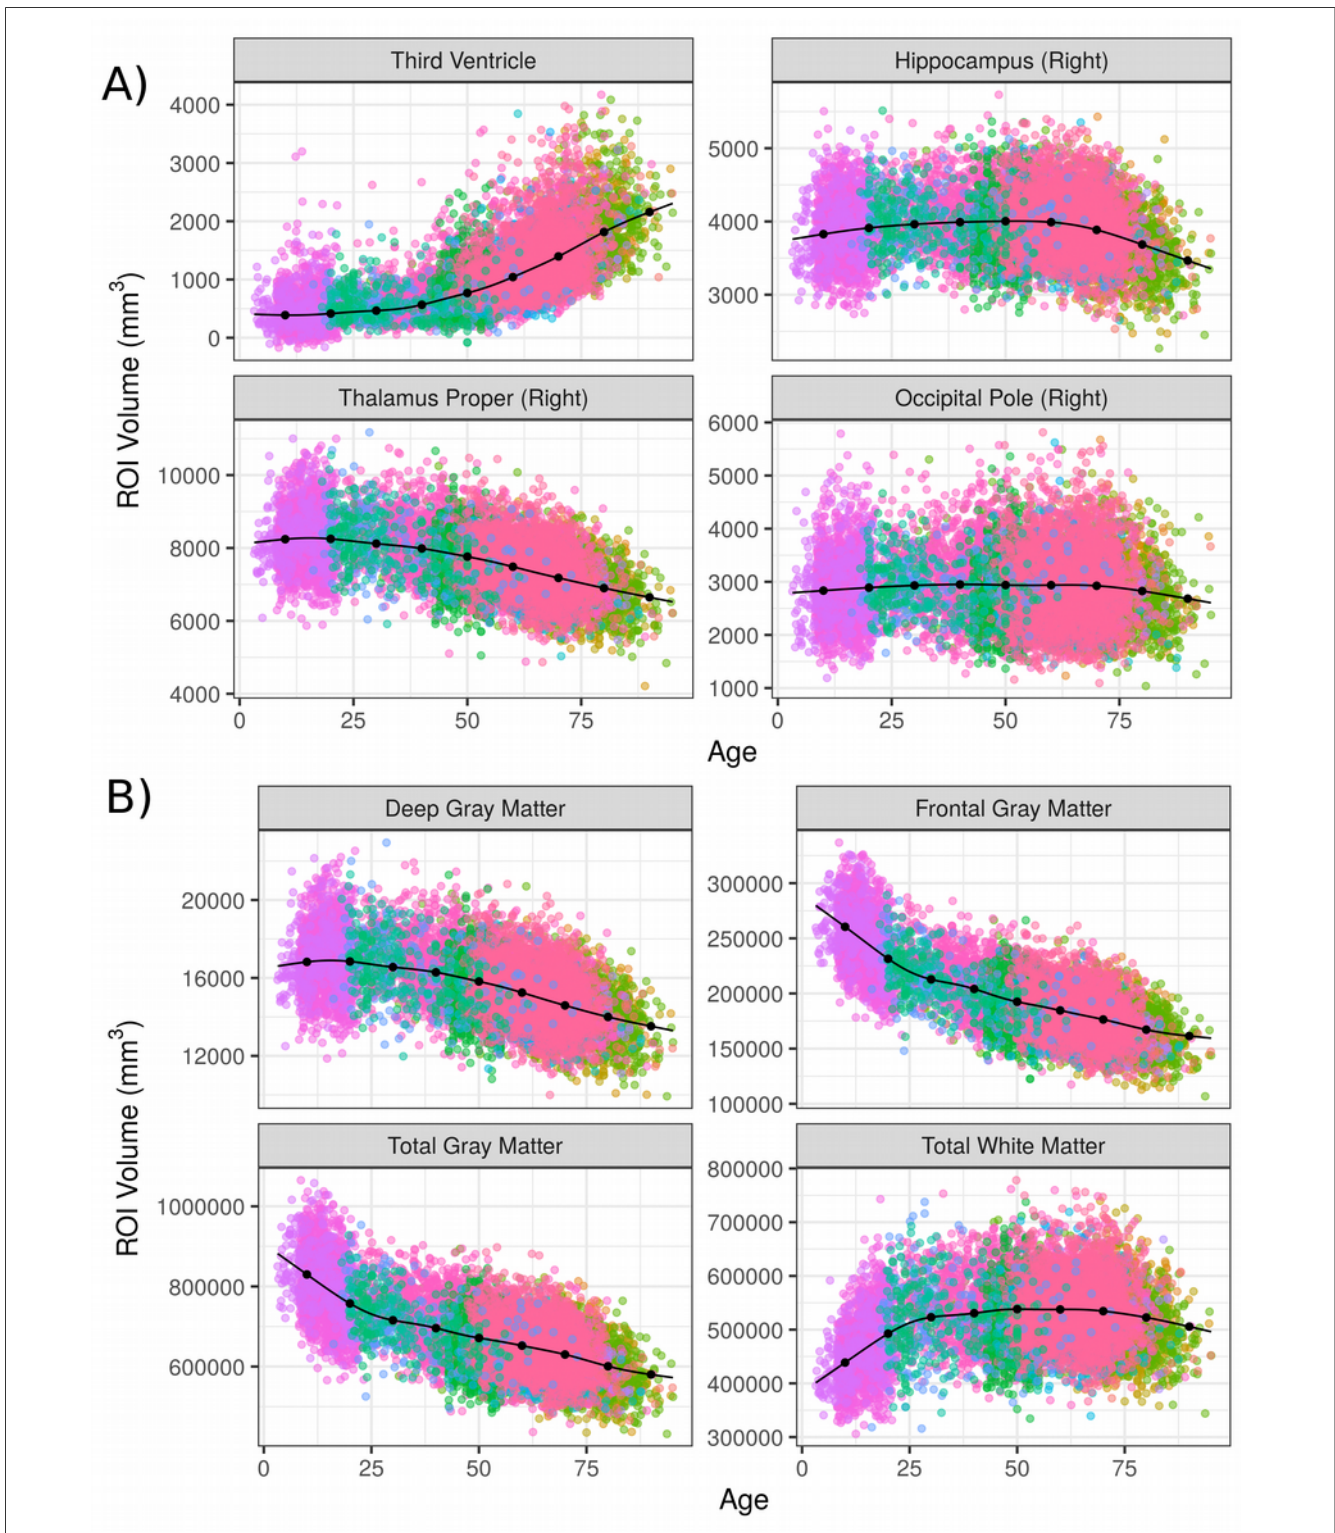 A)
Third Ventricle
Hippocampus (Right)
4000
3000
2000
1000
0
5000
4000
3000
Thalamus Proper (Right)
Occipital Pole (Right)
10000
8000
6000
4000
6000
5000
4000
3000
2000
1000
ROI Volume (mm³)
0 25 50 75
0 25 50 75
Age
B)
Deep Gray Matter
Frontal Gray Matter
20000
16000
12000
300000
250000
200000
150000
100000
Total Gray Matter
Total White Matter
1000000
800000
600000
800000
700000
600000
500000
400000
300000
ROI Volume (mm³)
0 25 50 75
0 25 50 75
Age